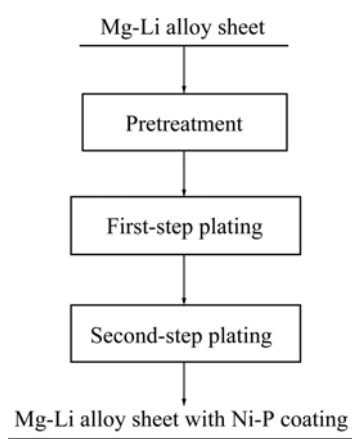 Mg-Li alloy sheet
Pretreatment
First-step plating
Second-step plating
Mg-Li alloy sheet with Ni-P coating